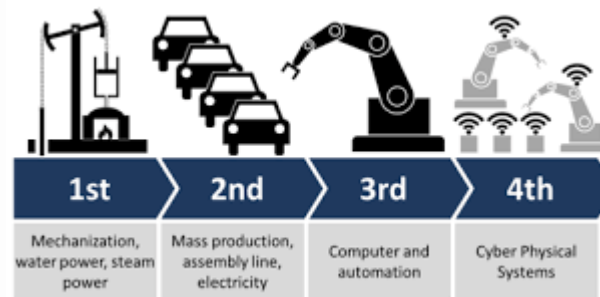 1st
2nd
3rd
4th
Mechanization,
water power, steam
power
Mass production,
assembly line,
electricity
Computer and
automation
Cyber Physical
Systems